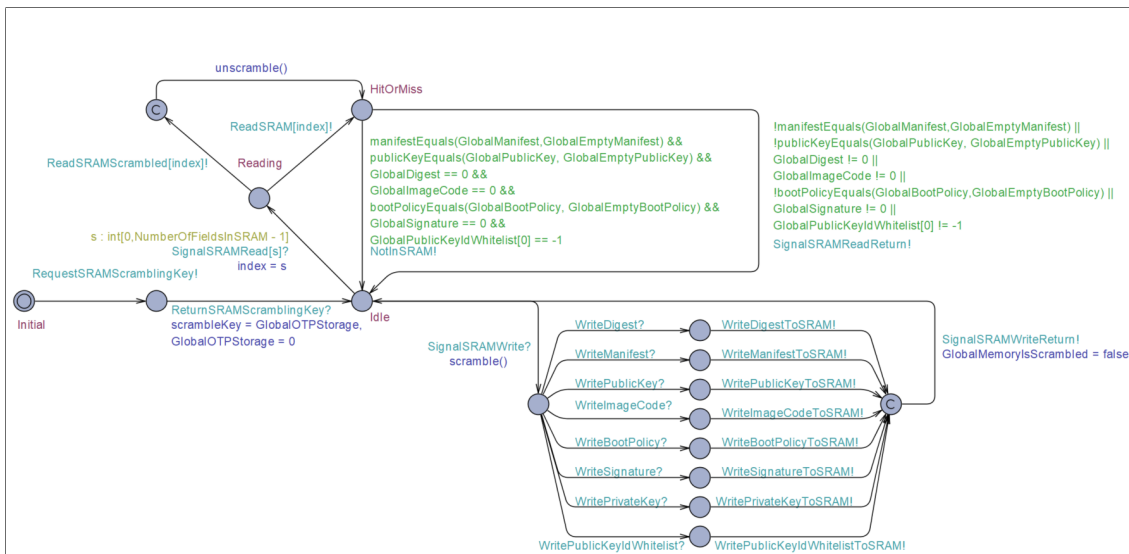 unscramble()
C
HitOrMiss
ReadSRAM[index]!
ReadSRAMScrambled[index]!
Reading
manifestEquals(GlobalManifest,GlobalEmptyManifest) &&
publicKeyEquals(GlobalPublicKey, GlobalEmptyPublicKey) &&
GlobalDigest == 0 &&
GlobalImageCode == 0 &&
bootPolicyEquals(GlobalBootPolicy, GlobalEmptyBootPolicy) &&
GlobalSignature == 0 &&
GlobalPublicKeyIdWhitelist[0] == -1
NotInSRAM!
!manifestEquals(GlobalManifest,GlobalEmptyManifest) ||
!publicKeyEquals(GlobalPublicKey, GlobalEmptyPublicKey) ||
GlobalDigest != 0 ||
GlobalImageCode != 0 ||
!bootPolicyEquals(GlobalBootPolicy,GlobalEmptyBootPolicy) ||
GlobalSignature != 0 ||
GlobalPublicKeyIdWhitelist[0] != -1
SignalSRAMReadReturn!
s : int[0,NumberOfFieldsInSRAM - 1]
SignalSRAMRead[s]?
index = s
RequestSRAMScramblingKey!
Initial
ReturnSRAMScramblingKey?
scrambleKey = GlobalOTPStorage,
GlobalOTPStorage = 0
Idle
SignalSRAMWrite?
scramble()
WriteDigest? WriteDigestToSRAM!
WriteManifest? WriteManifestToSRAM!
WritePublicKey? WritePublicKeyToSRAM!
WriteImageCode? WriteImageCodeToSRAM!
WriteBootPolicy? WriteBootPolicyToSRAM!
WriteSignature? WriteSignatureToSRAM!
WritePrivateKey? WritePrivateKeyToSRAM!
WritePublicKeyIdWhitelist? WritePublicKeyIdWhitelistToSRAM!
C
SignalSRAMWriteReturn!
GlobalMemoryIsScrambled = false